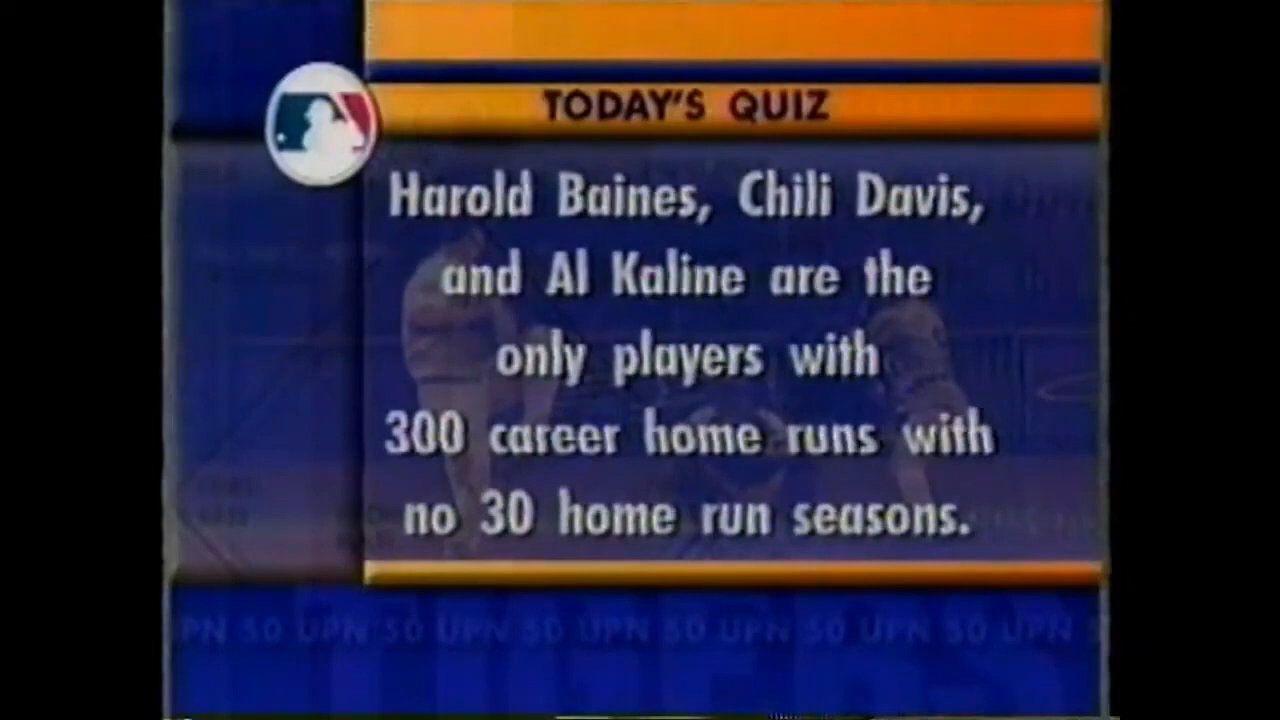 TODAY'S QUIZ
Harold Baines, Chili Davis,
and Al Kaline are the
only players with
300 career home runs with
no 30 home run seasons.
UPN 50 UPN 50 UPN 50 UPN 50 UPN 50 UPN 50 UPN
TIGERS